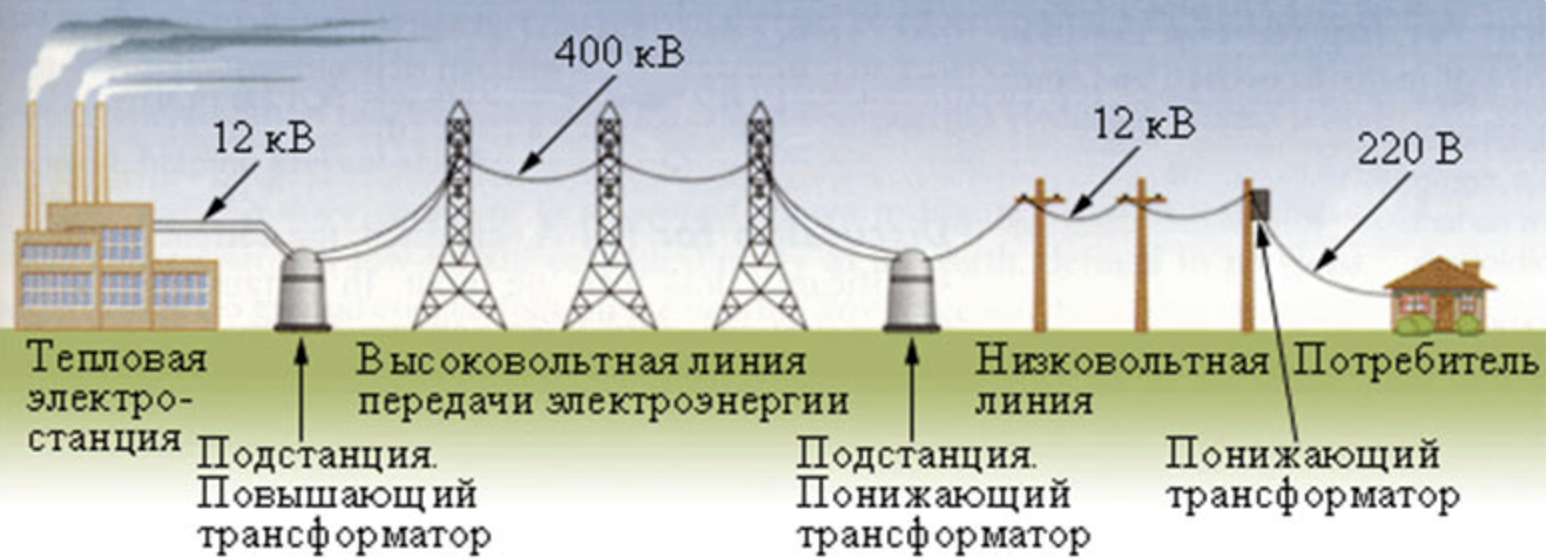 400 кВ
12 кВ
12 кВ
220 В
Тепловая
электро-
станция
Высоковольтная линия
передачи электроэнергии
Низковольтная
линия
Потребитель
Подстанция.
Повышающий
трансформатор
Подстанция.
Понижающий
трансформатор
Понижающий
трансформатор